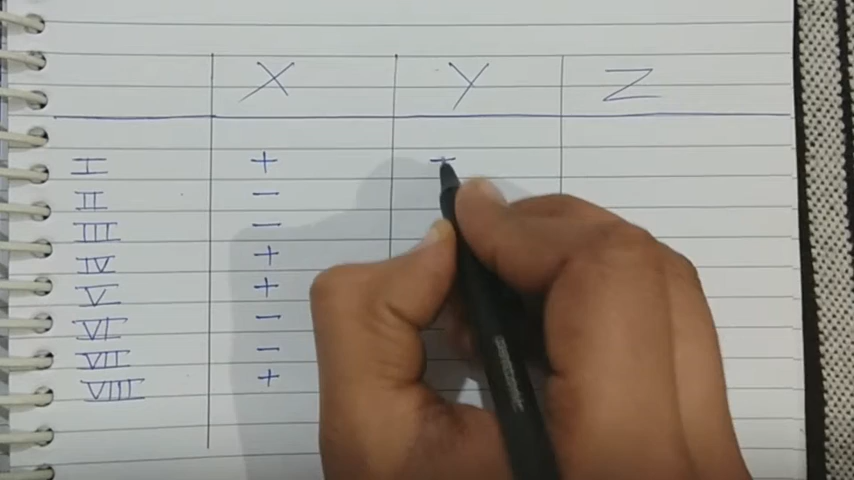 X Y Z
I + +
II -
III -
IV +
V +
VI -
VII -
VIII +